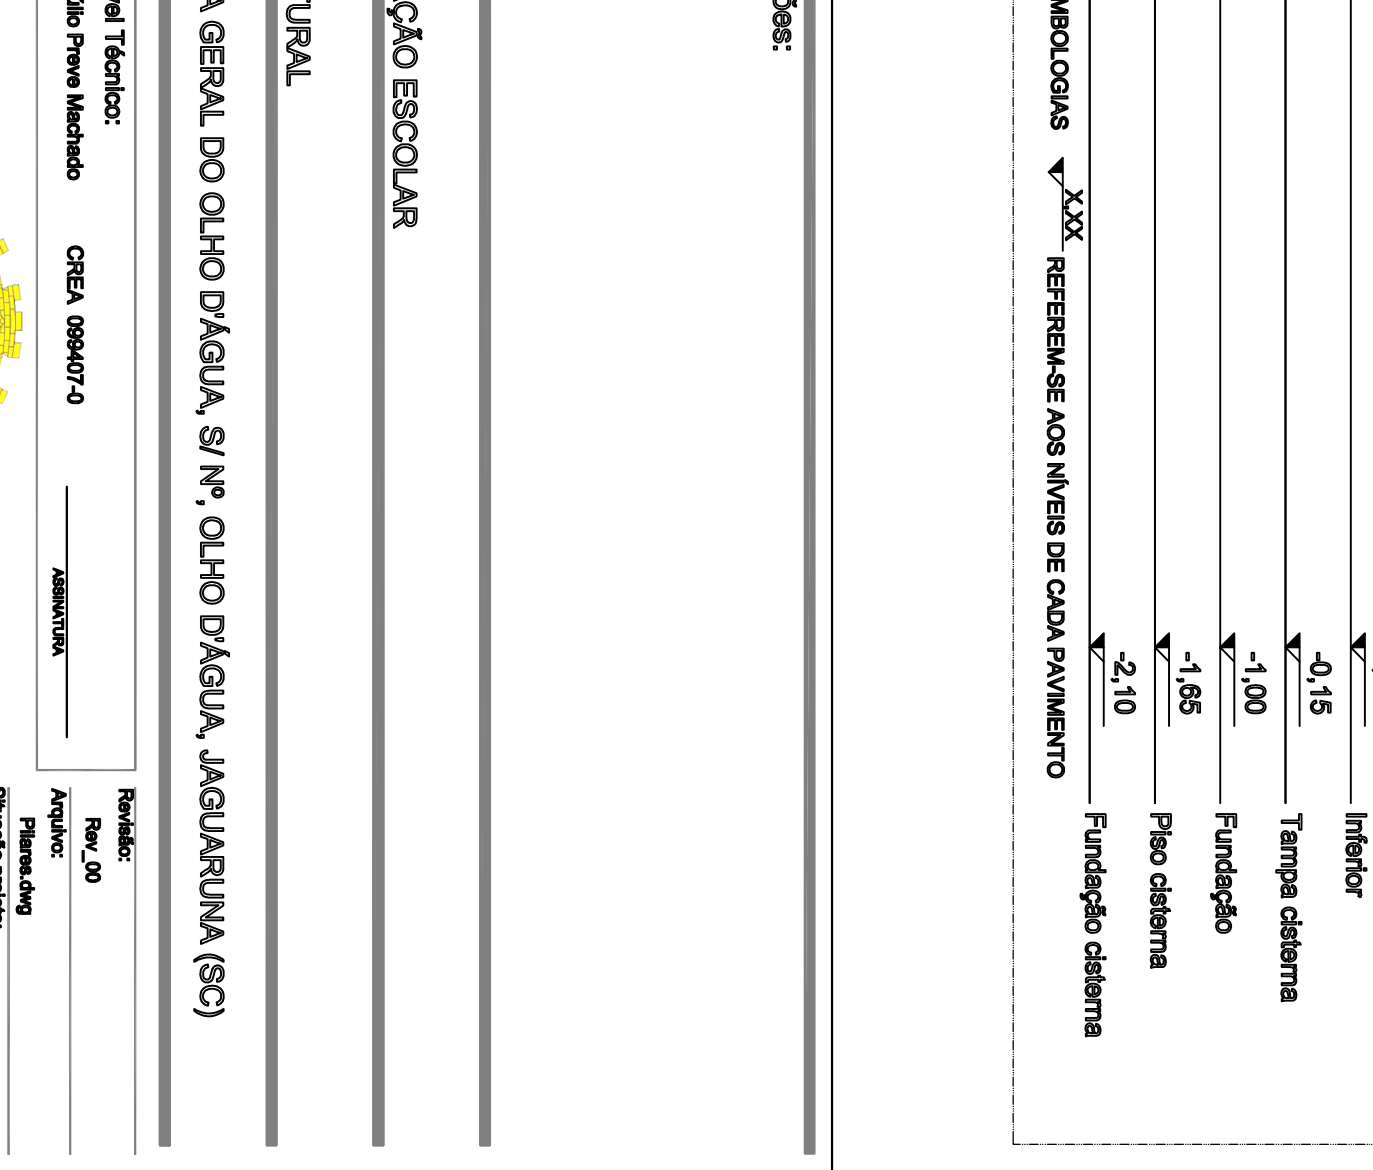 Inferior
-0,15 Tampa cisterna
-1,00 Fundação
-1,65 Piso cisterna
-2,10 Fundação cisterna
MBOLOGIAS X,XX REFEREM-SE AOS NÍVEIS DE CADA PAVIMENTO
ões:
ÇÃO ESCOLAR
TURAL
A GERAL DO OLHO D'ÁGUA, S/ Nº, OLHO D'ÁGUA, JAGUARUNA (SC)
vel Técnico:
úlio Preve Machado CREA 099407-0
ASSINATURA
Revisão:
Rev_00
Arquivo:
Pilares.dwg